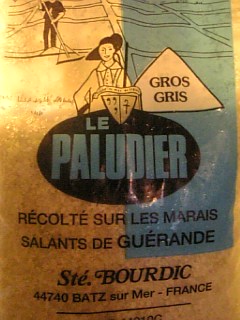 GROS
GRIS
LE
PALUDIER
RÉCOLTÉ SUR LES MARAIS
SALANTS DE GUÉRANDE
Sté. BOURDIC
44740 BATZ sur Mer - FRANCE